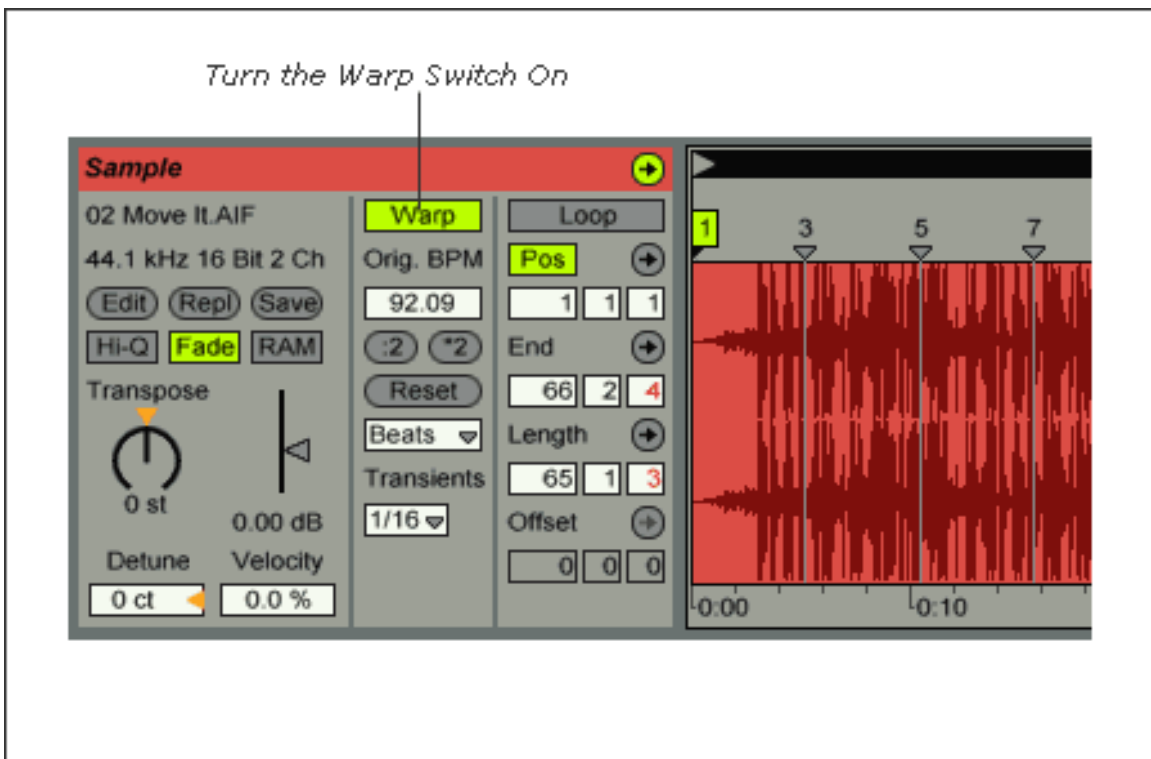 Turn the Warp Switch On
Sample
02 Move It.AIF
44.1 kHz 16 Bit 2 Ch
Edit Repl Save
Hi-Q Fade RAM
Transpose
0 st
0.00 dB
Detune Velocity
0 ct 0.0 %
Warp
Orig. BPM
92.09
:2 *2
Reset
Beats
Transients
1/16
Loop
Pos
1 1 1
End
66 2 4
Length
65 1 3
Offset
0 0 0
1 3 5 7
0:00 0:10